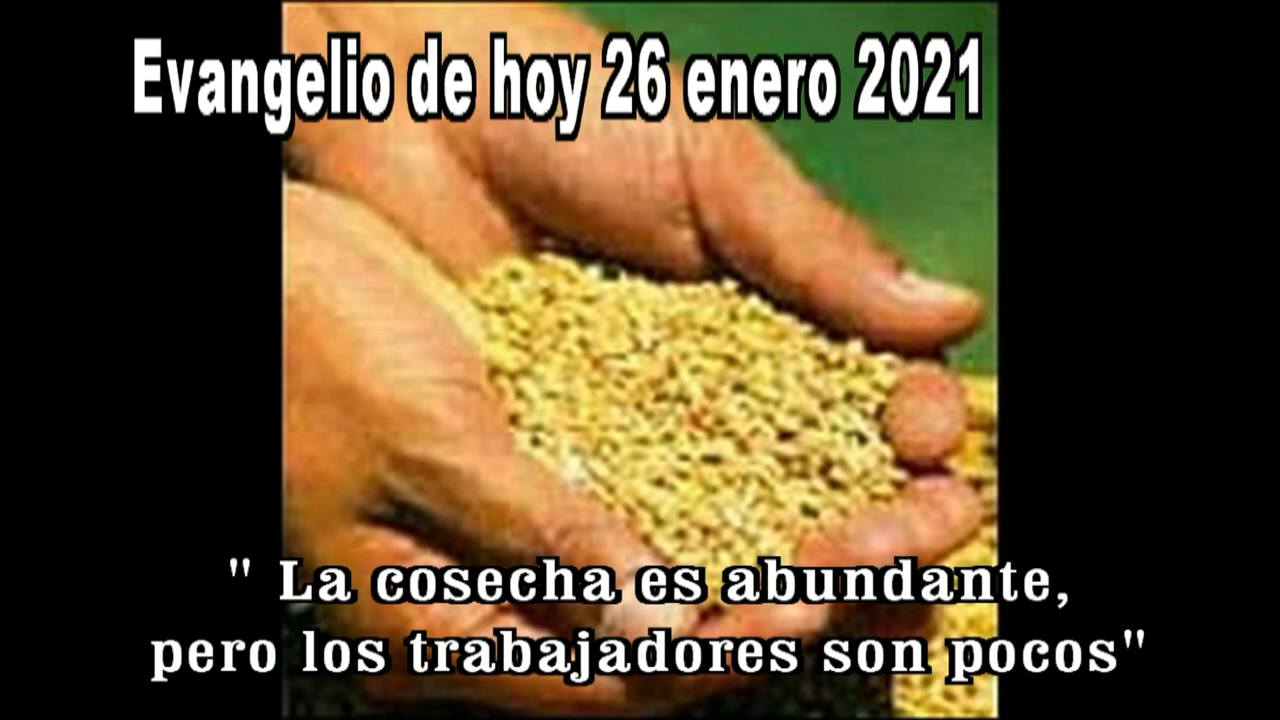 Evangelio de hoy 26 enero 2021
" La cosecha es abundante,
pero los trabajadores son pocos"